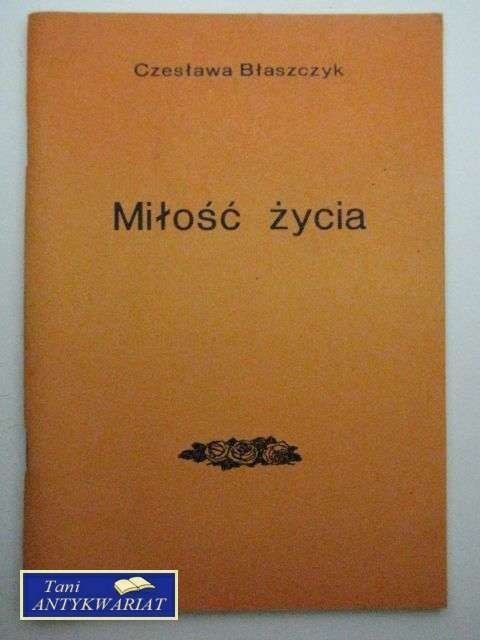 Czesława Błaszczyk
Miłość życia
Tani
ANTYKWARIAT